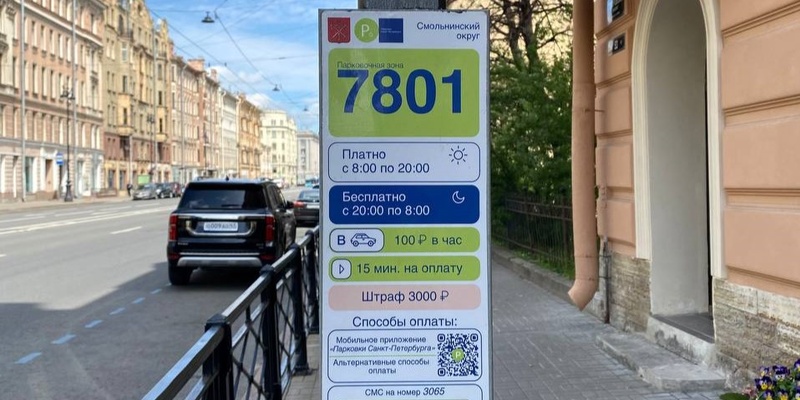 Смольнинский
округ
Парковочная зона
7801
Платно
с 8:00 по 20:00
Бесплатно
с 20:00 по 8:00
В 100 ₽ в час
15 мин. на оплату
Штраф 3000 ₽
Способы оплаты:
Мобильное приложение
«Парковки Санкт-Петербурга»
Альтернативные способы
оплаты
СМС на номер 3065